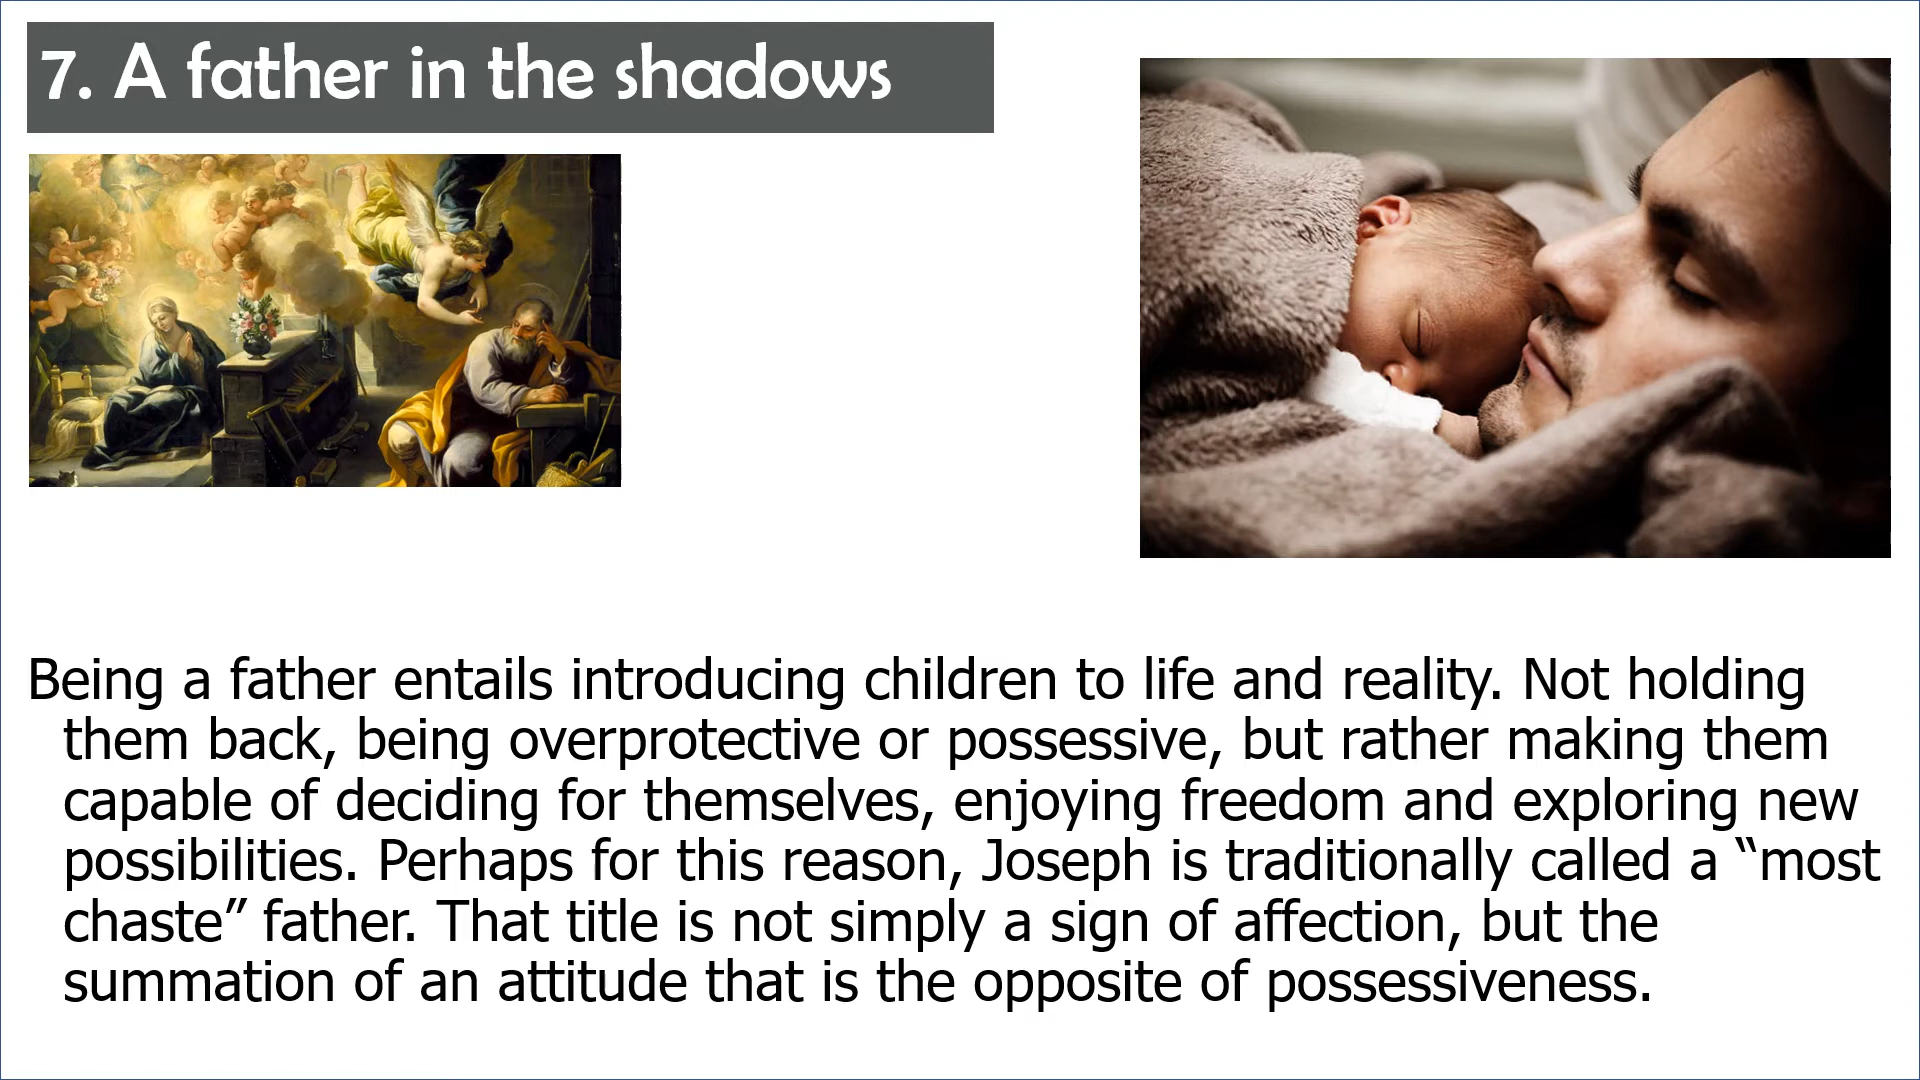 7. A father in the shadows
Being a father entails introducing children to life and reality. Not holding
them back, being overprotective or possessive, but rather making them
capable of deciding for themselves, enjoying freedom and exploring new
possibilities. Perhaps for this reason, Joseph is traditionally called a “most
chaste” father. That title is not simply a sign of affection, but the
summation of an attitude that is the opposite of possessiveness.